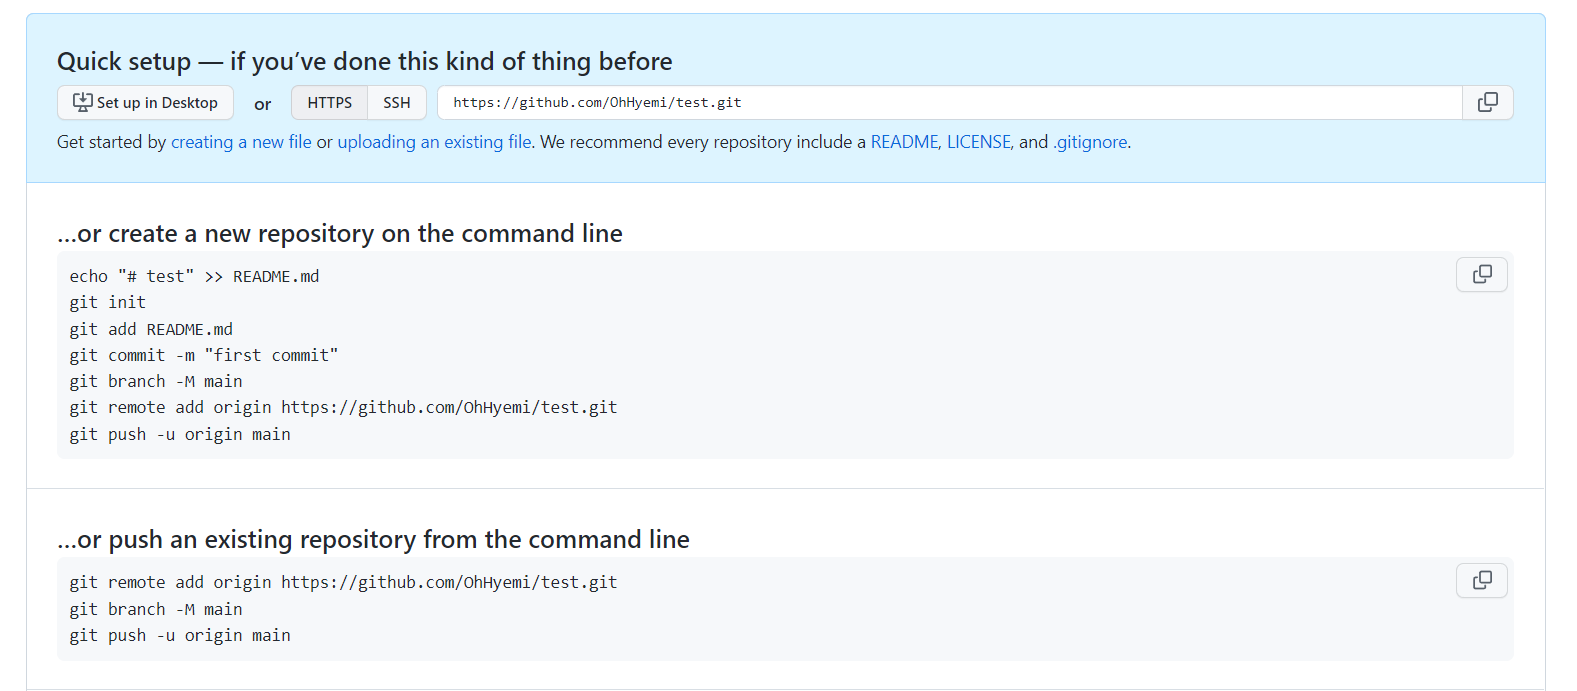 Quick setup — if you’ve done this kind of thing before
Set up in Desktop or HTTPS SSH https://github.com/OhHyemi/test.git
Get started by creating a new file or uploading an existing file. We recommend every repository include a README, LICENSE, and .gitignore.
…or create a new repository on the command line
echo "# test" >> README.md
git init
git add README.md
git commit -m "first commit"
git branch -M main
git remote add origin https://github.com/OhHyemi/test.git
git push -u origin main
…or push an existing repository from the command line
git remote add origin https://github.com/OhHyemi/test.git
git branch -M main
git push -u origin main